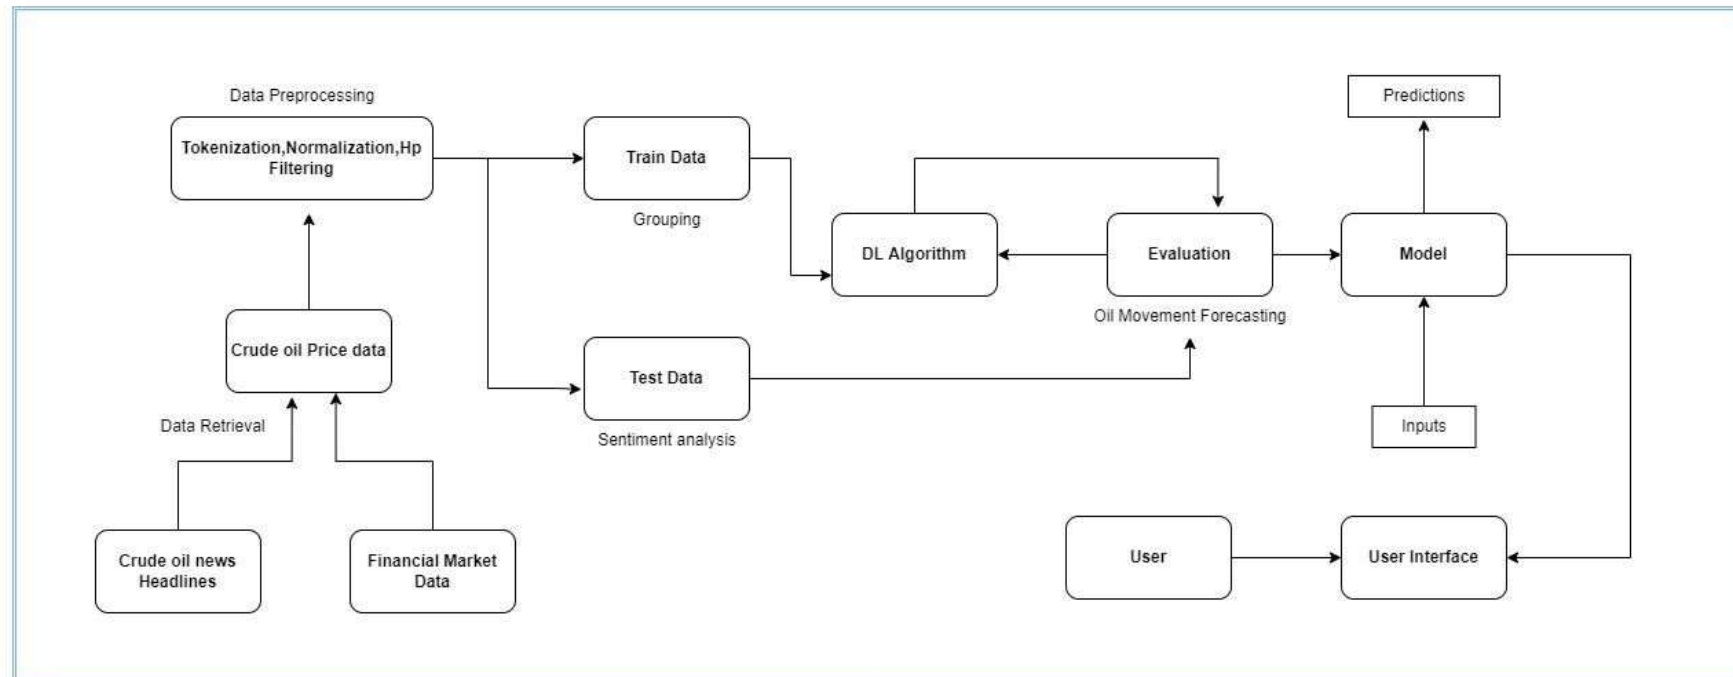 Data Preprocessing
Tokenization,Normalization,Hp
Filtering
Train Data
Grouping
Predictions
DL Algorithm
Evaluation
Model
Oil Movement Forecasting
Crude oil Price data
Test Data
Sentiment analysis
Data Retrieval
Inputs
Crude oil news
Headlines
Financial Market
Data
User
User Interface